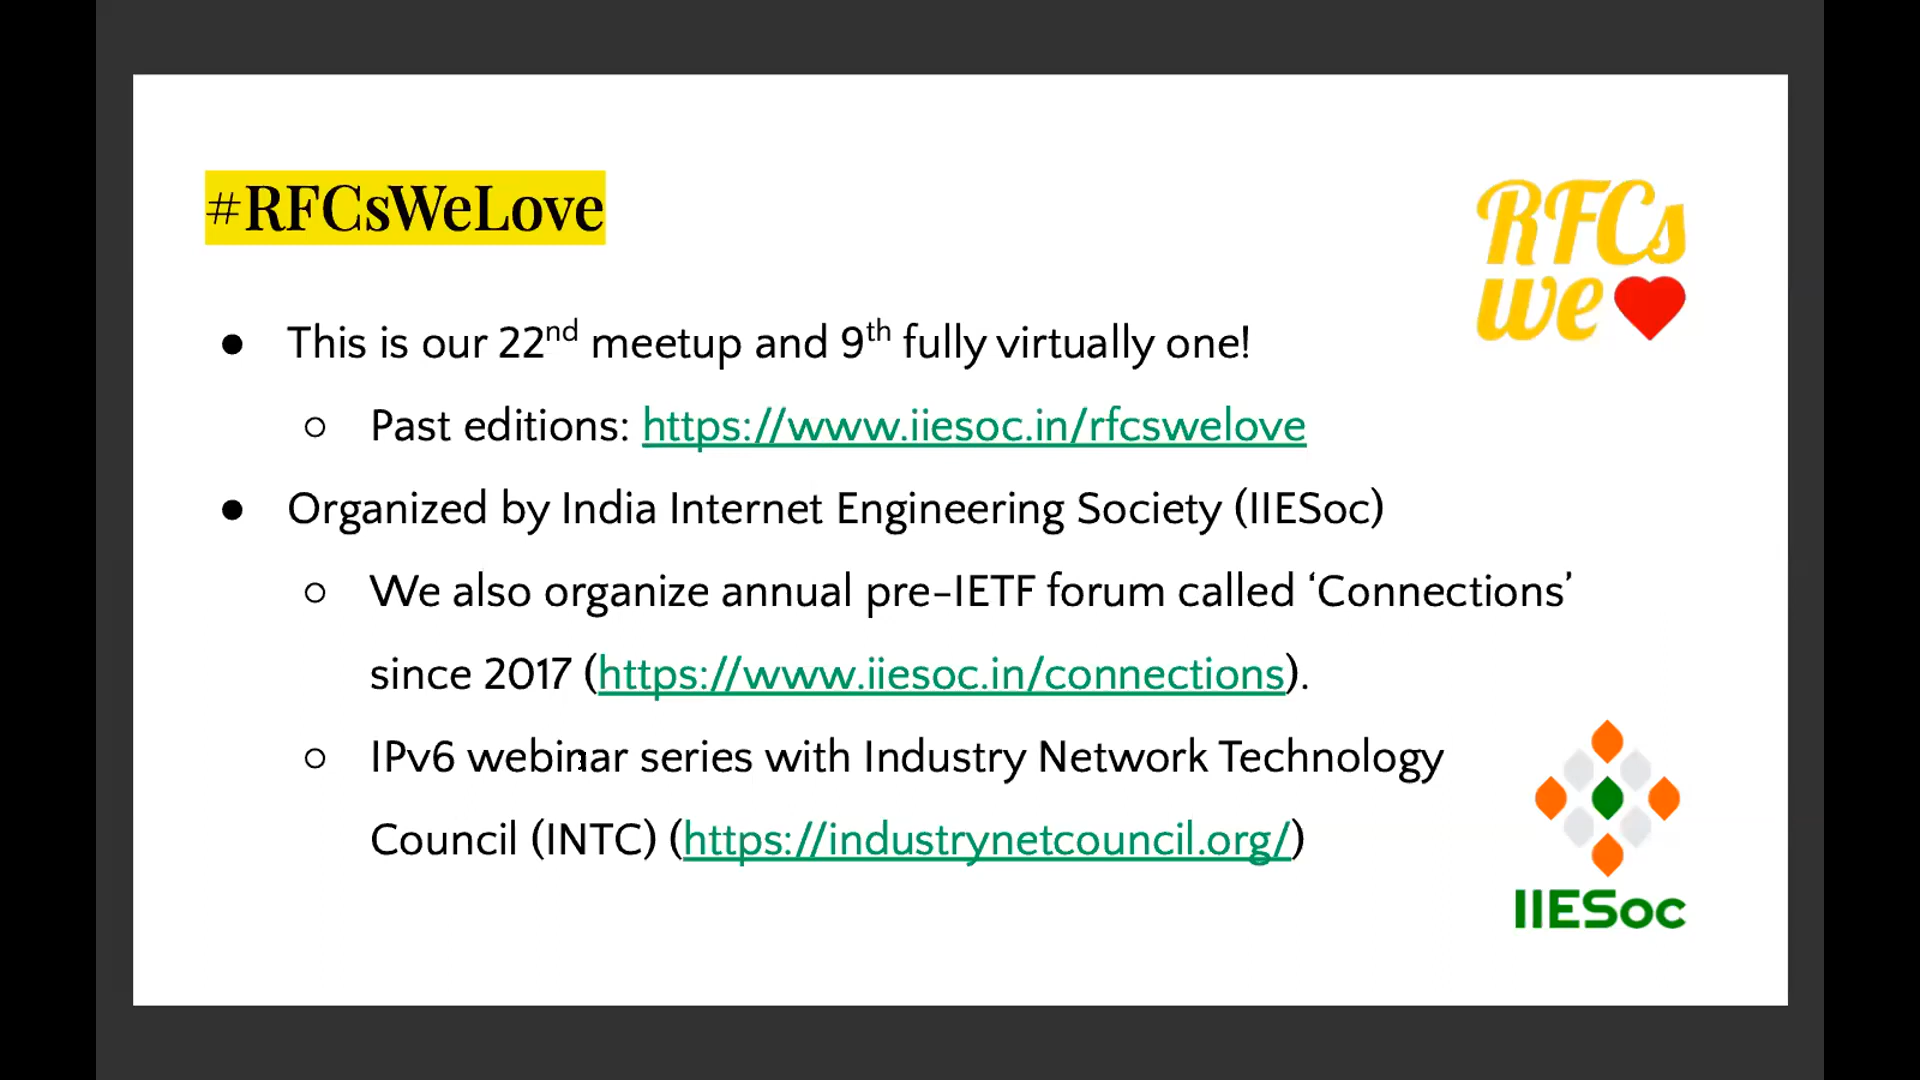 #RFCsWeLove
RFCs
we
● This is our 22nd meetup and 9th fully virtually one!
○ Past editions: https://www.iiesoc.in/rfcswelove
● Organized by India Internet Engineering Society (IIESoc)
○ We also organize annual pre-IETF forum called ‘Connections’
since 2017 (https://www.iiesoc.in/connections).
○ IPv6 webinar series with Industry Network Technology
Council (INTC) (https://industrynetcouncil.org/)
IIESoc